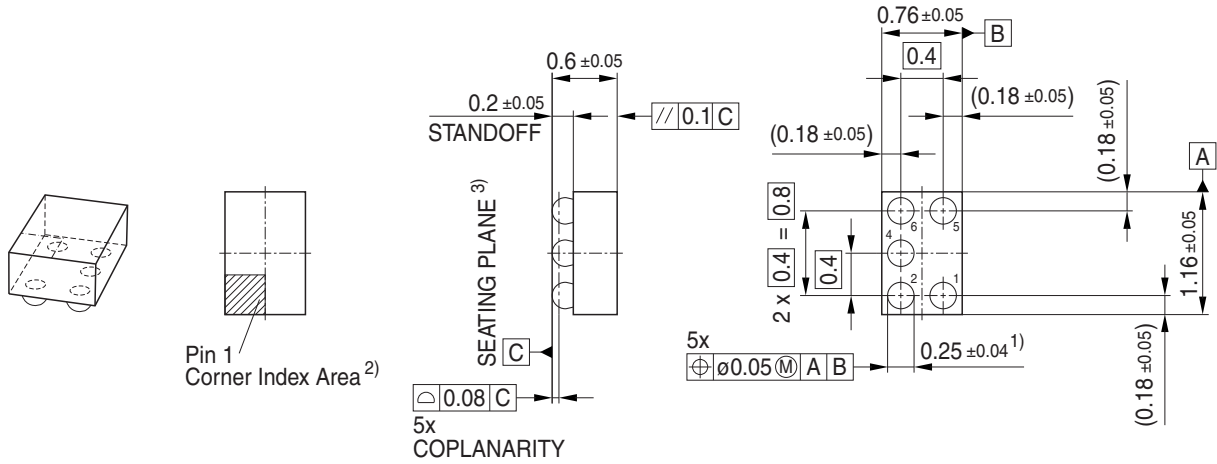 0.76 ±0.05
B
0.4
0.6 ±0.05
0.2 ±0.05
STANDOFF
// 0.1 C
(0.18 ±0.05)
(0.18 ±0.05)
(0.18 ±0.05)
A
SEATING PLANE 3)
2 x 0.4 = 0.8
0.4
6
5
4
2
1
1.16 ±0.05
Pin 1
Corner Index Area 2)
C
⌓ 0.08 C
5x
COPLANARITY
5x
⌖ ø0.05 Ⓜ A B
0.25 ±0.04 1)
(0.18 ±0.05)